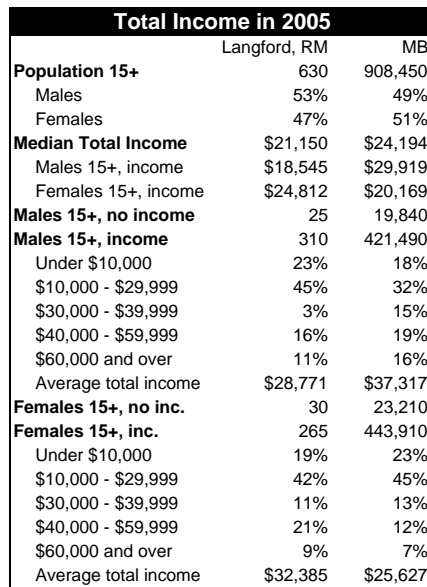 Total Income in 2005
Langford, RM MB
Population 15+ 630 908,450
Males 53% 49%
Females 47% 51%
Median Total Income $21,150 $24,194
Males 15+, income $18,545 $29,919
Females 15+, income $24,812 $20,169
Males 15+, no income 25 19,840
Males 15+, income 310 421,490
Under $10,000 23% 18%
$10,000 - $29,999 45% 32%
$30,000 - $39,999 3% 15%
$40,000 - $59,999 16% 19%
$60,000 and over 11% 16%
Average total income $28,771 $37,317
Females 15+, no inc. 30 23,210
Females 15+, inc. 265 443,910
Under $10,000 19% 23%
$10,000 - $29,999 42% 45%
$30,000 - $39,999 11% 13%
$40,000 - $59,999 21% 12%
$60,000 and over 9% 7%
Average total income $32,385 $25,627